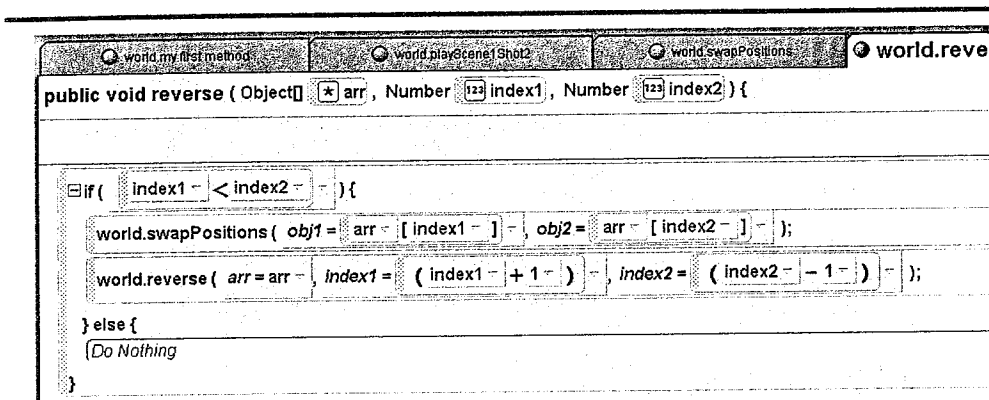 world.my first method world.playScene1Shot2 world.swapPositions world.reve
public void reverse ( Object[] * arr , Number 123 index1 , Number 123 index2 ) {
if ( index1 < index2 ) {
world.swapPositions ( obj1 = arr [ index1 ] , obj2 = arr [ index2 ] );
world.reverse ( arr = arr , index1 = ( index1 + 1 ) , index2 = ( index2 – 1 ) );
} else {
Do Nothing
}